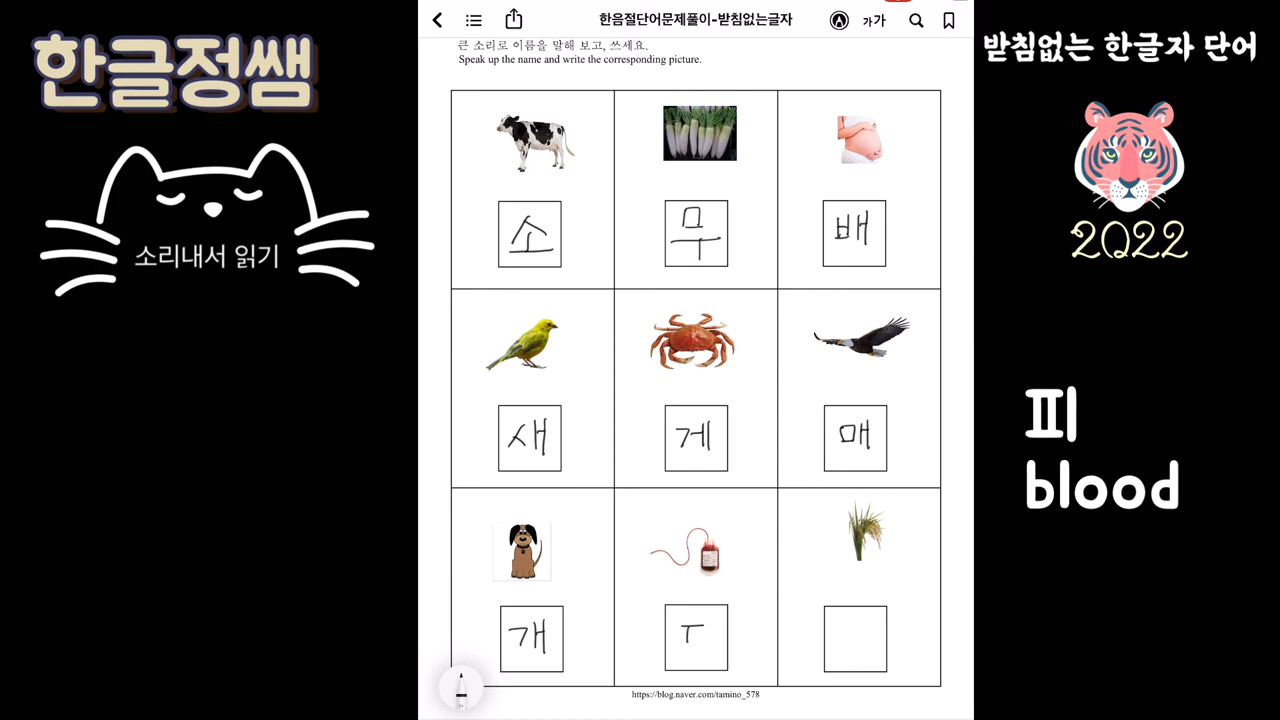 한글정쌤
소리내서 읽기
한음절단어문제풀이-받침없는글자
가가
큰 소리로 이름을 말해 보고, 쓰세요.
Speak up the name and write the corresponding picture.
소 무 배
새 게 매
개
https://blog.naver.com/tamino_578
받침없는 한글자 단어
2022
피
blood